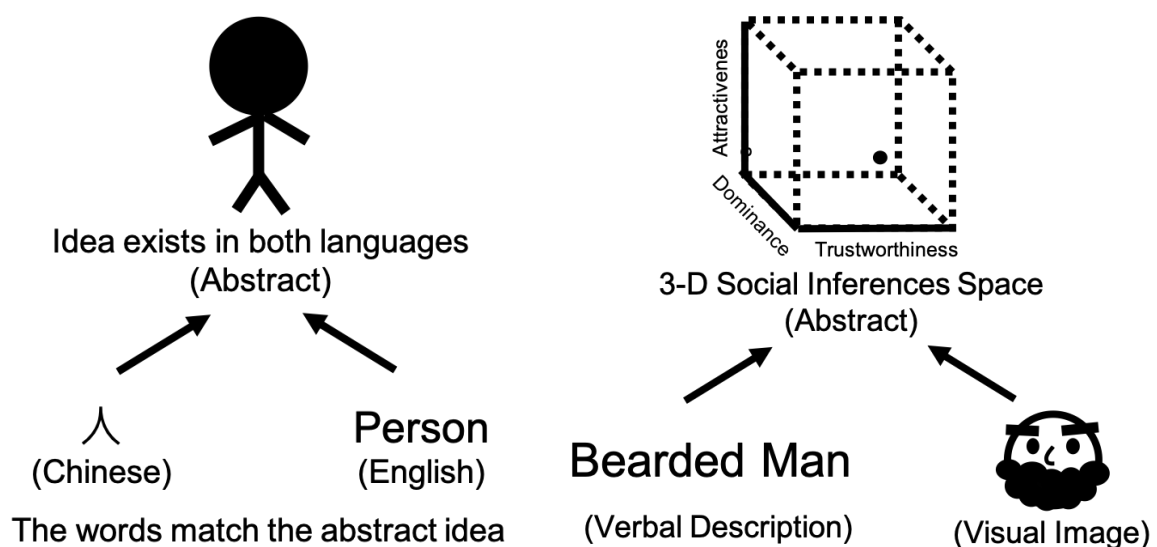 Idea exists in both languages
(Abstract)
人
(Chinese)
Person
(English)
The words match the abstract idea
Attractivenes
s
Dominance
Trustworthiness
3-D Social Inferences Space
(Abstract)
Bearded Man
(Verbal Description)
(Visual Image)